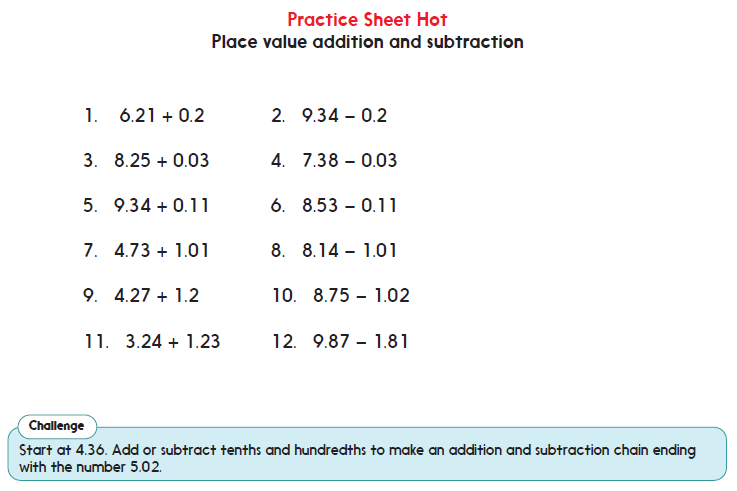 Practice Sheet Hot
Place value addition and subtraction
1. 6.21 + 0.2
2. 9.34 – 0.2
3. 8.25 + 0.03
4. 7.38 – 0.03
5. 9.34 + 0.11
6. 8.53 – 0.11
7. 4.73 + 1.01
8. 8.14 – 1.01
9. 4.27 + 1.2
10. 8.75 – 1.02
11. 3.24 + 1.23
12. 9.87 – 1.81
Challenge
Start at 4.36. Add or subtract tenths and hundredths to make an addition and subtraction chain ending
with the number 5.02.